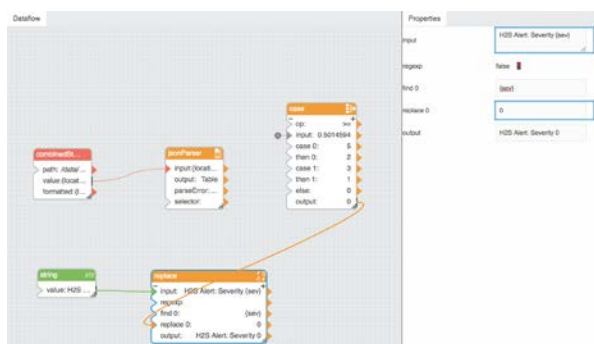 Dataflow
Properties
input
H2S Alert: Severity {sev}
regexp
false
find 0
{sev}
replace 0
0
output
H2S Alert: Severity 0
case
op: >=
input: 0.5014594
case 0: 5
then 0: 2
case 1: 3
then 1: 1
else: 0
output: 0
combinedSt...
path: /data/...
value: {locat...
formatted: {l...
jsonParser
input: {locati...
output: Table
parseError: ...
selector:
string
value: H2S ...
replace
input: H2S Alert: Severity {sev}
regexp:
find 0: {sev}
replace 0: 0
output: H2S Alert: Severity 0